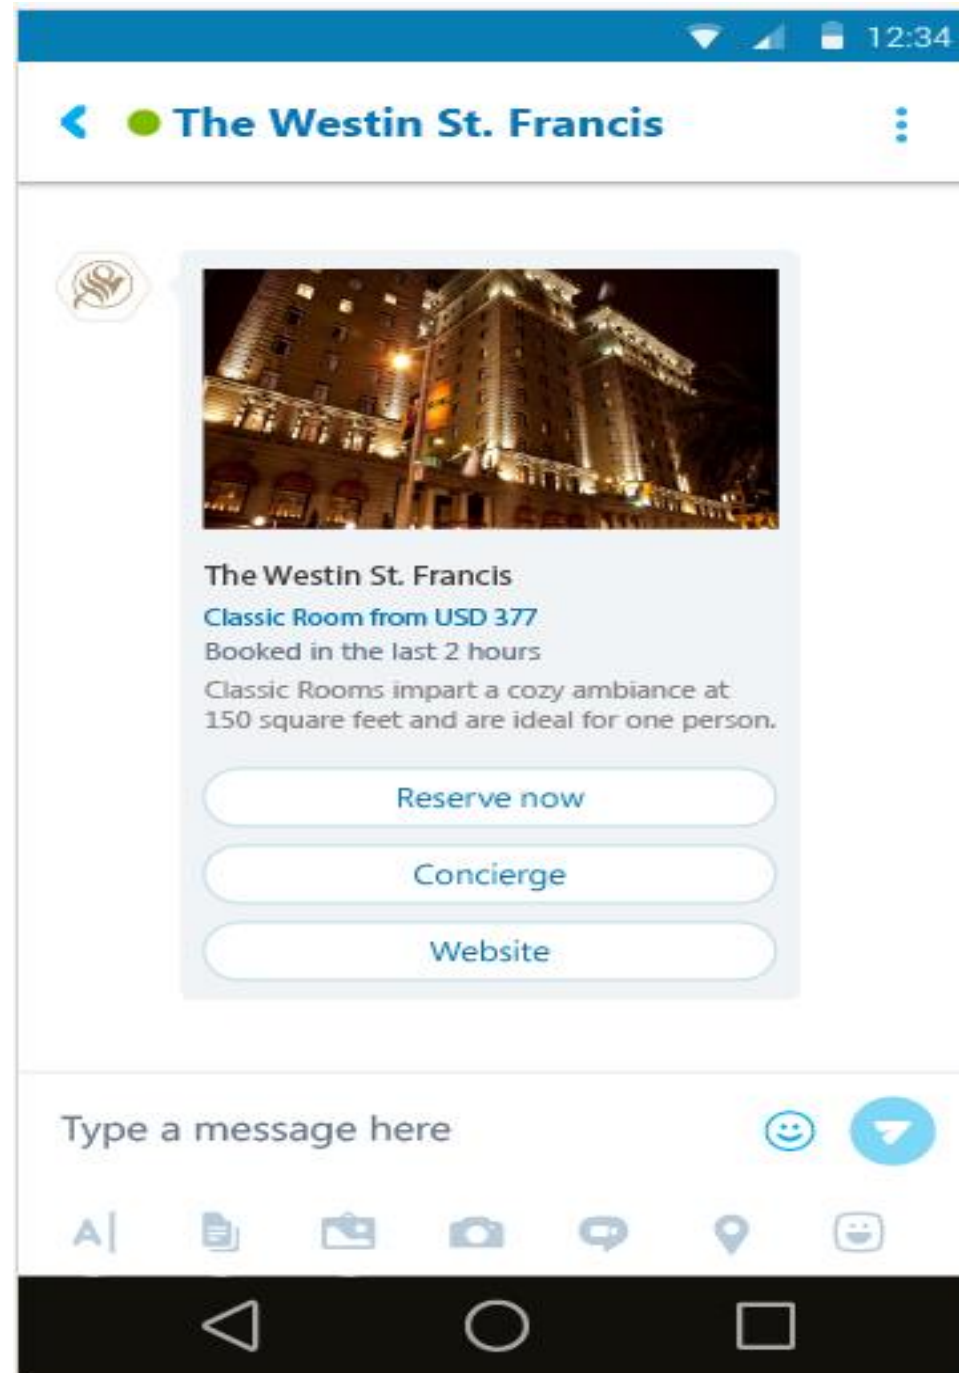 12:34
The Westin St. Francis
The Westin St. Francis
Classic Room from USD 377
Booked in the last 2 hours
Classic Rooms impart a cozy ambiance at
150 square feet and are ideal for one person.
Reserve now
Concierge
Website
Type a message here
A